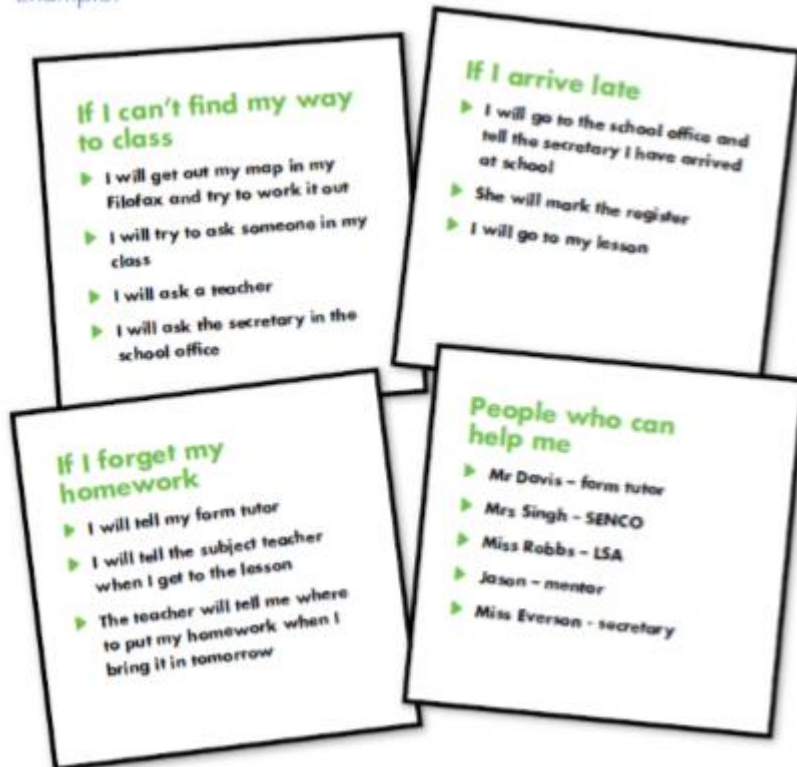 Example:
If I can't find my way
to class
I will get out my map in my
Filofax and try to work it out
I will try to ask someone in my
class
I will ask a teacher
I will ask the secretary in the
school office
If I arrive late
I will go to the school office and
tell the secretary I have arrived
at school
She will mark the register
I will go to my lesson
If I forget my
homework
I will tell my form tutor
I will tell the subject teacher
when I get to the lesson
The teacher will tell me where
to put my homework when I
bring it in tomorrow
People who can
help me
Mr Davis – form tutor
Mrs Singh – SENCO
Miss Robbs – LSA
Jason – mentor
Miss Everson - secretary